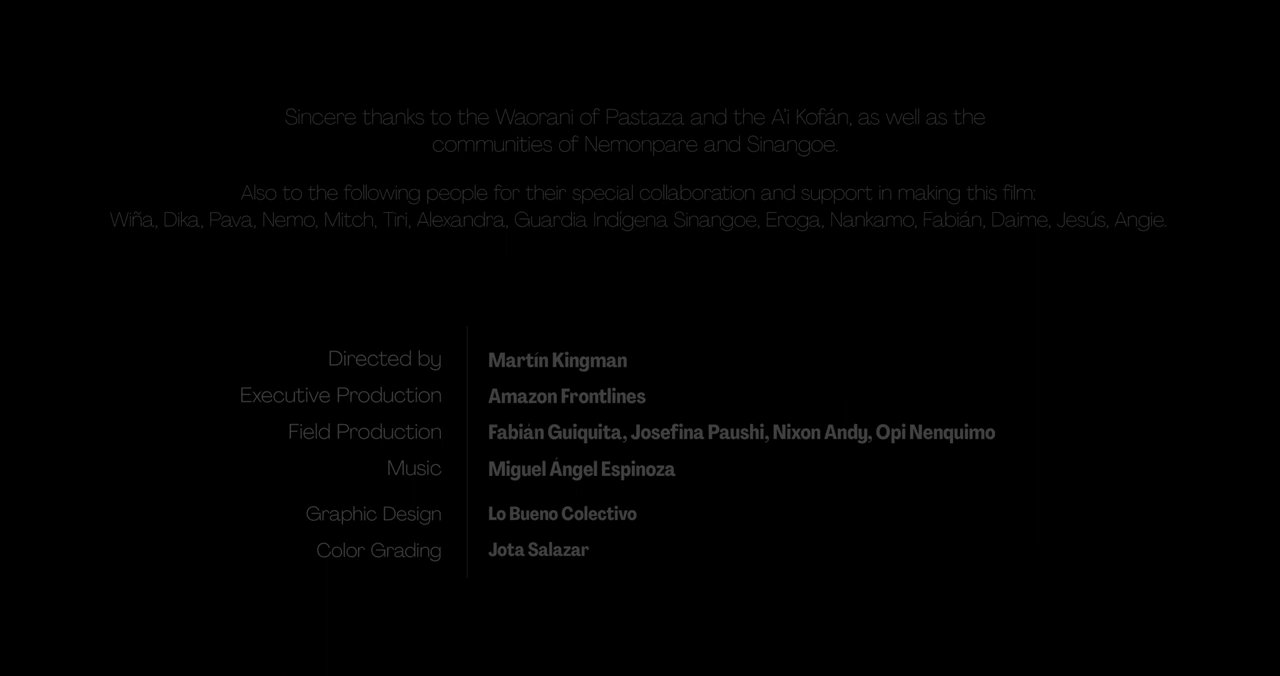 Sincere thanks to the Waorani of Pastaza and the A'i Kofán, as well as the
communities of Nemonpare and Sinangoe.
Also to the following people for their special collaboration and support in making this film:
Wiña, Dika, Pava, Nemo, Mitch, Tiri, Alexandra, Guardia Indígena Sinangoe, Eroga, Nankamo, Fabián, Daime, Jesús, Angie.
Directed by Martín Kingman
Executive Production Amazon Frontlines
Field Production Fabián Guiquita, Josefina Paushi, Nixon Andy, Opi Nenquimo
Music Miguel Ángel Espinoza
Graphic Design Lo Bueno Colectivo
Color Grading Jota Salazar